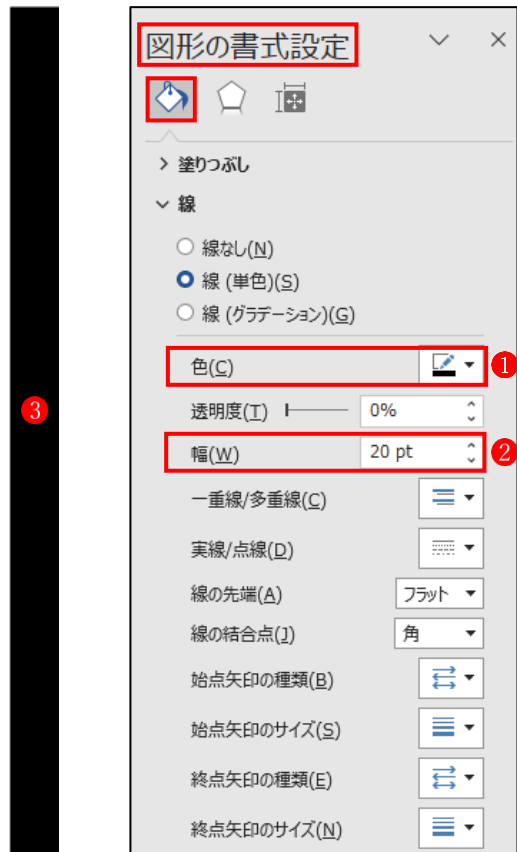 図形の書式設定
塗りつぶし
線
線なし(N)
線 (単色)(S)
線 (グラデーション)(G)
色(C)
1
透明度(T) 0%
3
幅(W) 20 pt
2
一重線/多重線(C)
実線/点線(D)
線の先端(A) フラット
線の結合点(J) 角
始点矢印の種類(B)
始点矢印のサイズ(S)
終点矢印の種類(E)
終点矢印のサイズ(N)